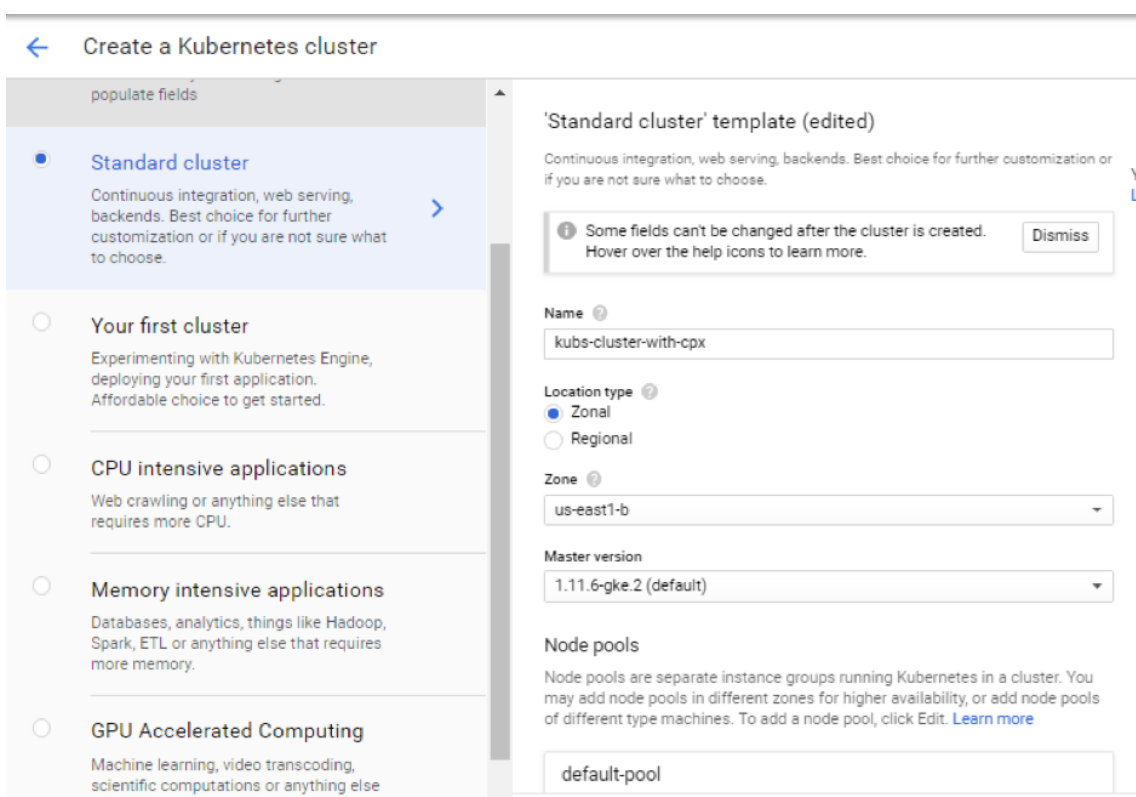 Create a Kubernetes cluster
populate fields
Standard cluster
Continuous integration, web serving,
backends. Best choice for further
customization or if you are not sure what
to choose.
Your first cluster
Experimenting with Kubernetes Engine,
deploying your first application.
Affordable choice to get started.
CPU intensive applications
Web crawling or anything else that
requires more CPU.
Memory intensive applications
Databases, analytics, things like Hadoop,
Spark, ETL or anything else that requires
more memory.
GPU Accelerated Computing
Machine learning, video transcoding,
scientific computations or anything else
'Standard cluster' template (edited)
Continuous integration, web serving, backends. Best choice for further customization or
if you are not sure what to choose.
Some fields can't be changed after the cluster is created.
Hover over the help icons to learn more.
Dismiss
Name
kubs-cluster-with-cpx
Location type
Zonal
Regional
Zone
us-east1-b
Master version
1.11.6-gke.2 (default)
Node pools
Node pools are separate instance groups running Kubernetes in a cluster. You
may add node pools in different zones for higher availability, or add node pools
of different type machines. To add a node pool, click Edit. Learn more
default-pool